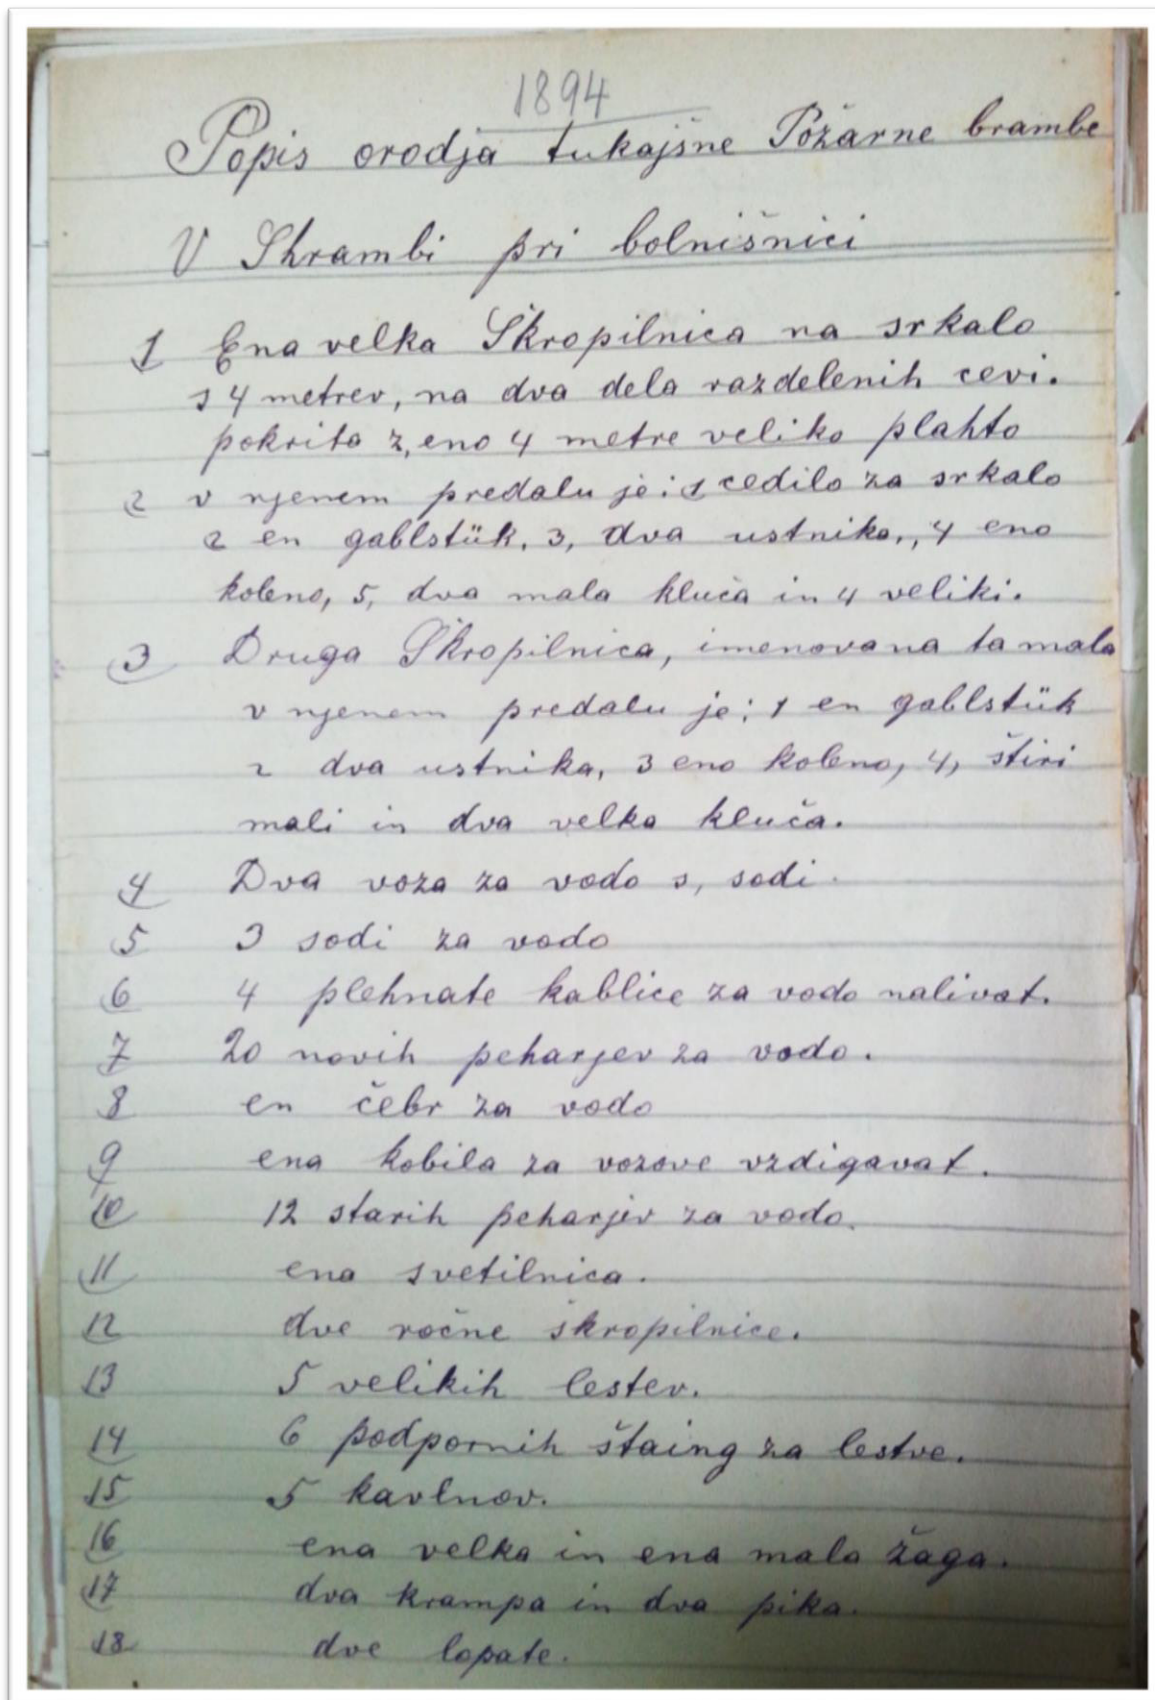 1894
Popis orodja tukajšne Požarne brambe
V Shrambi pri bolnišnici
1 Ena velka Škropilnica na srkalo
s 4 metrev, na dva dela razdelenih cevi.
pokrita z, eno 4 metre veliko plahto
2 v njenem predalu je: 1 cedilo za srkalo
2 en gablstük, 3, dva ustnika,, 4 eno
koleno, 5, dva mala kluča in 4 veliki.
3 Druga Škropilnica, imenovana ta mala
v njenem predalu je; 1 en gablstük
2 dva ustnika, 3 eno koleno, 4, štiri
mali in dva velka kluča.
4 Dva voza za vodo s, sodi.
5 3 sodi za vodo
6 4 plehnate kablice za vodo nalivat.
7 20 novih peharjev za vodo.
8 en čebr za vodo
9 ena kobila za vozove vzdigavat.
10 12 starih peharjev za vodo.
11 ena svetilnica.
12 dve ročne škropilnice.
13 5 velikih lestev.
14 6 podpornih štaing za lestve.
15 5 kavlnov.
16 ena velka in ena mala žaga.
17 dva krampa in dva pika.
18 dve lopate.